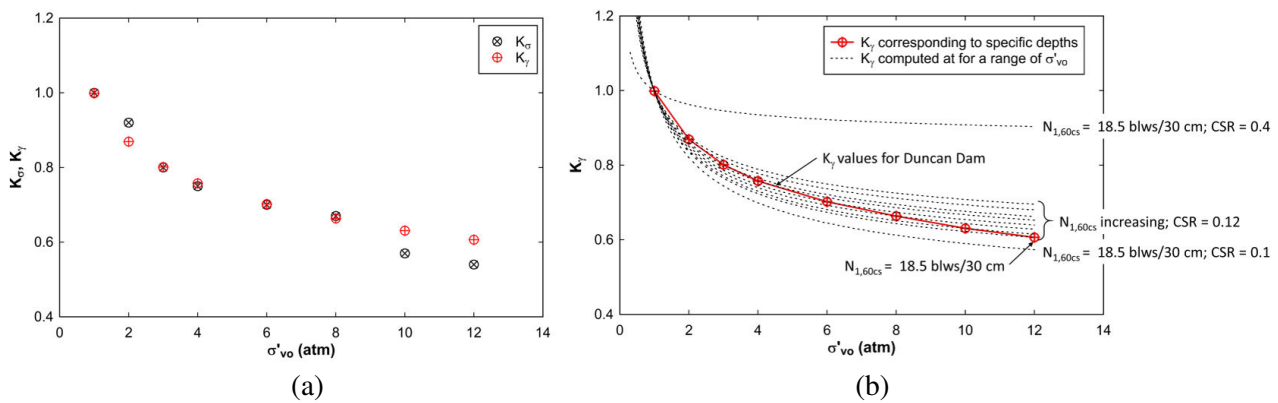 1.2
1.0
0.8
0.6
0.4
Kσ, Kγ
Kσ
Kγ
0 2 4 6 8 10 12 14
σ'vo (atm)
(a)
1.2
1.0
0.8
0.6
0.4
Kγ
Kγ corresponding to specific depths
Kγ computed at for a range of σ'vo
N1,60cs = 18.5 blws/30 cm; CSR = 0.4
Kγ values for Duncan Dam
N1,60cs increasing; CSR = 0.12
N1,60cs = 18.5 blws/30 cm; CSR = 0.1
N1,60cs = 18.5 blws/30 cm
0 2 4 6 8 10 12 14
σ'vo (atm)
(b)